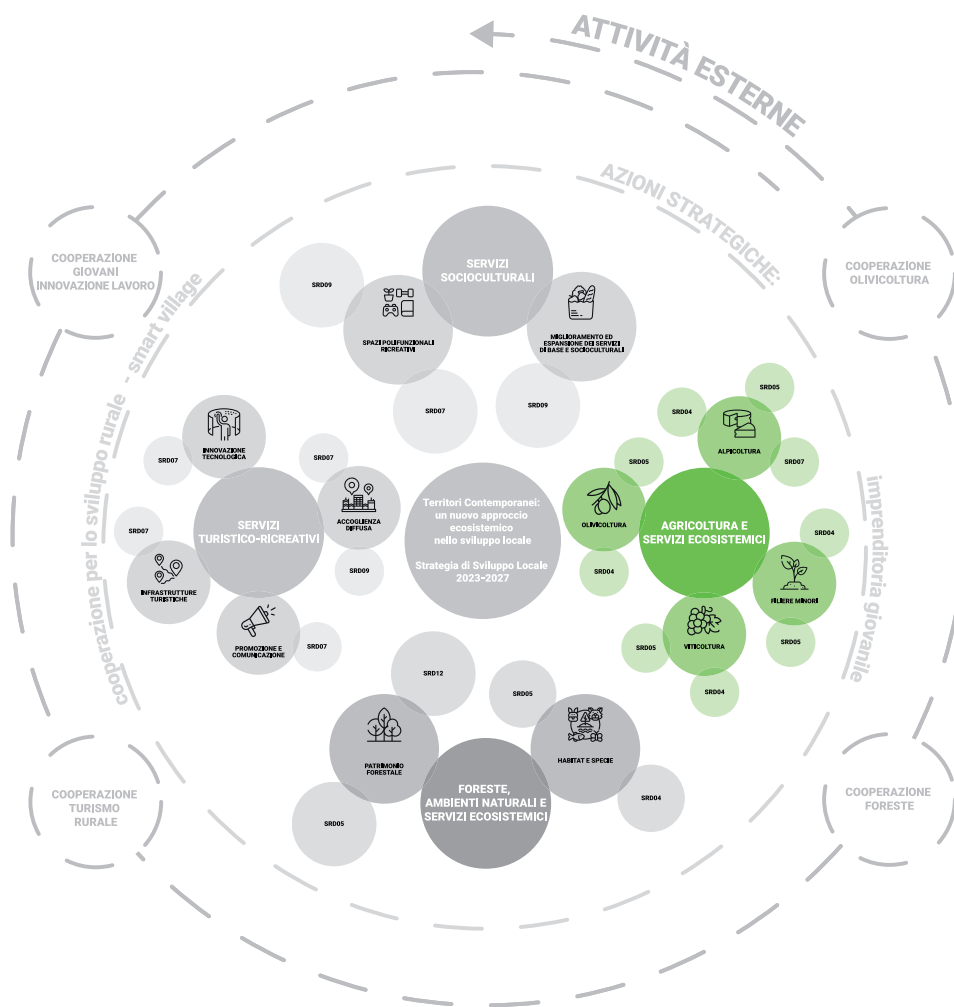 ATTIVITÀ ESTERNE
AZIONI STRATEGICHE:
cooperazione per lo sviluppo rurale - smart village
imprenditoria giovanile
COOPERAZIONE
GIOVANI
INNOVAZIONE LAVORO
COOPERAZIONE
OLIVICOLTURA
SERVIZI
SOCIOCULTURALI
SRD09
SPAZI POLIFUNZIONALI
RICREATIVI
SRD07
MIGLIORAMENTO ED
ESPANSIONE DEI SERVIZI
DI BASE E SOCIOCULTURALI
SRD09
SERVIZI
TURISTICO-RICREATIVI
INNOVAZIONE
TECNOLOGICA
SRD07
SRD07
ACCOGLIENZA
DIFFUSA
SRD09
SRD07
INFRASTRUTTURE
TURISTICHE
PROMOZIONE E
COMUNICAZIONE
SRD07
Territori Contemporanei:
un nuovo approccio
ecosistemico
nello sviluppo locale
Strategia di Sviluppo Locale
2023-2027
AGRICOLTURA E
SERVIZI ECOSISTEMICI
SRD05
SRD04
ALPICOLTURA
SRD07
SRD05
OLIVICOLTURA
SRD04
SRD04
FILIERE MINORI
SRD05
VITICOLTURA
SRD05
SRD04
SRD12
PATRIMONIO
FORESTALE
SRD05
SRD05
HABITAT E SPECIE
SRD04
FORESTE,
AMBIENTI NATURALI E
SERVIZI ECOSISTEMICI
COOPERAZIONE
TURISMO
RURALE
COOPERAZIONE
FORESTE